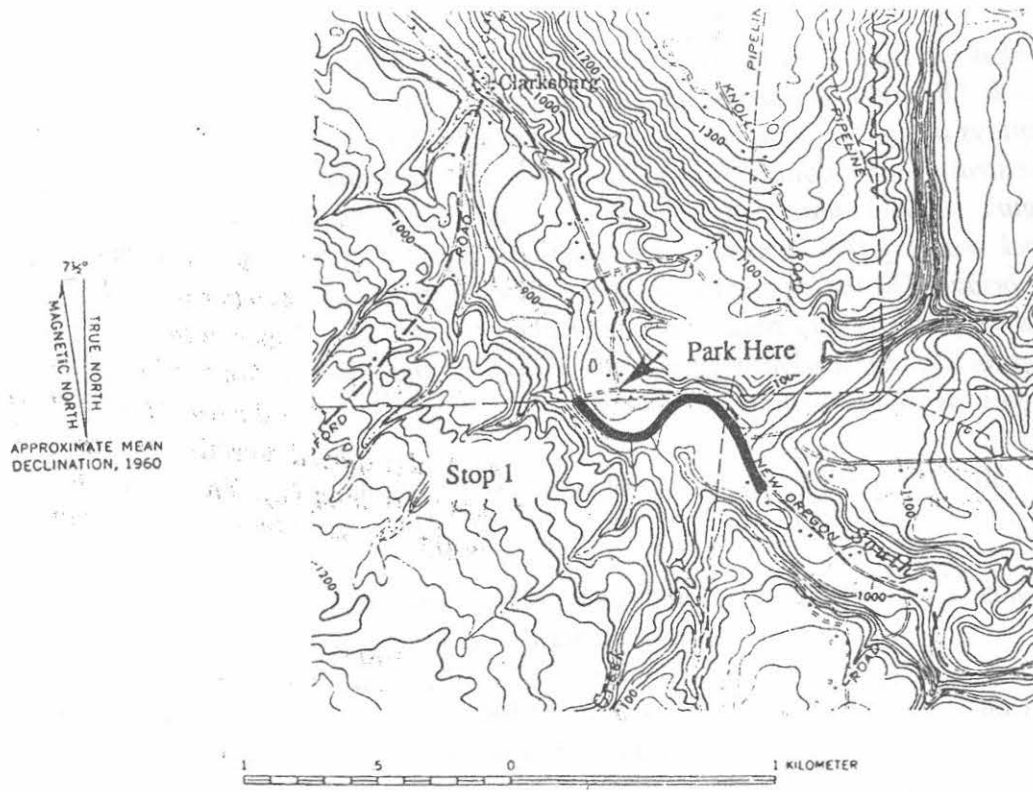 Clarksburg
1200
1000
1300
PIPELINE
KNOLL
PIPELINE
ROAD
1000
ROAD
1100
900
7½°
TRUE NORTH
MAGNETIC NORTH
APPROXIMATE MEAN
DECLINATION, 1960
Park Here
Stop 1
NEW OREGON
South
1100
1000
1200
ROAD
Creek
1 .5 0 1 KILOMETER